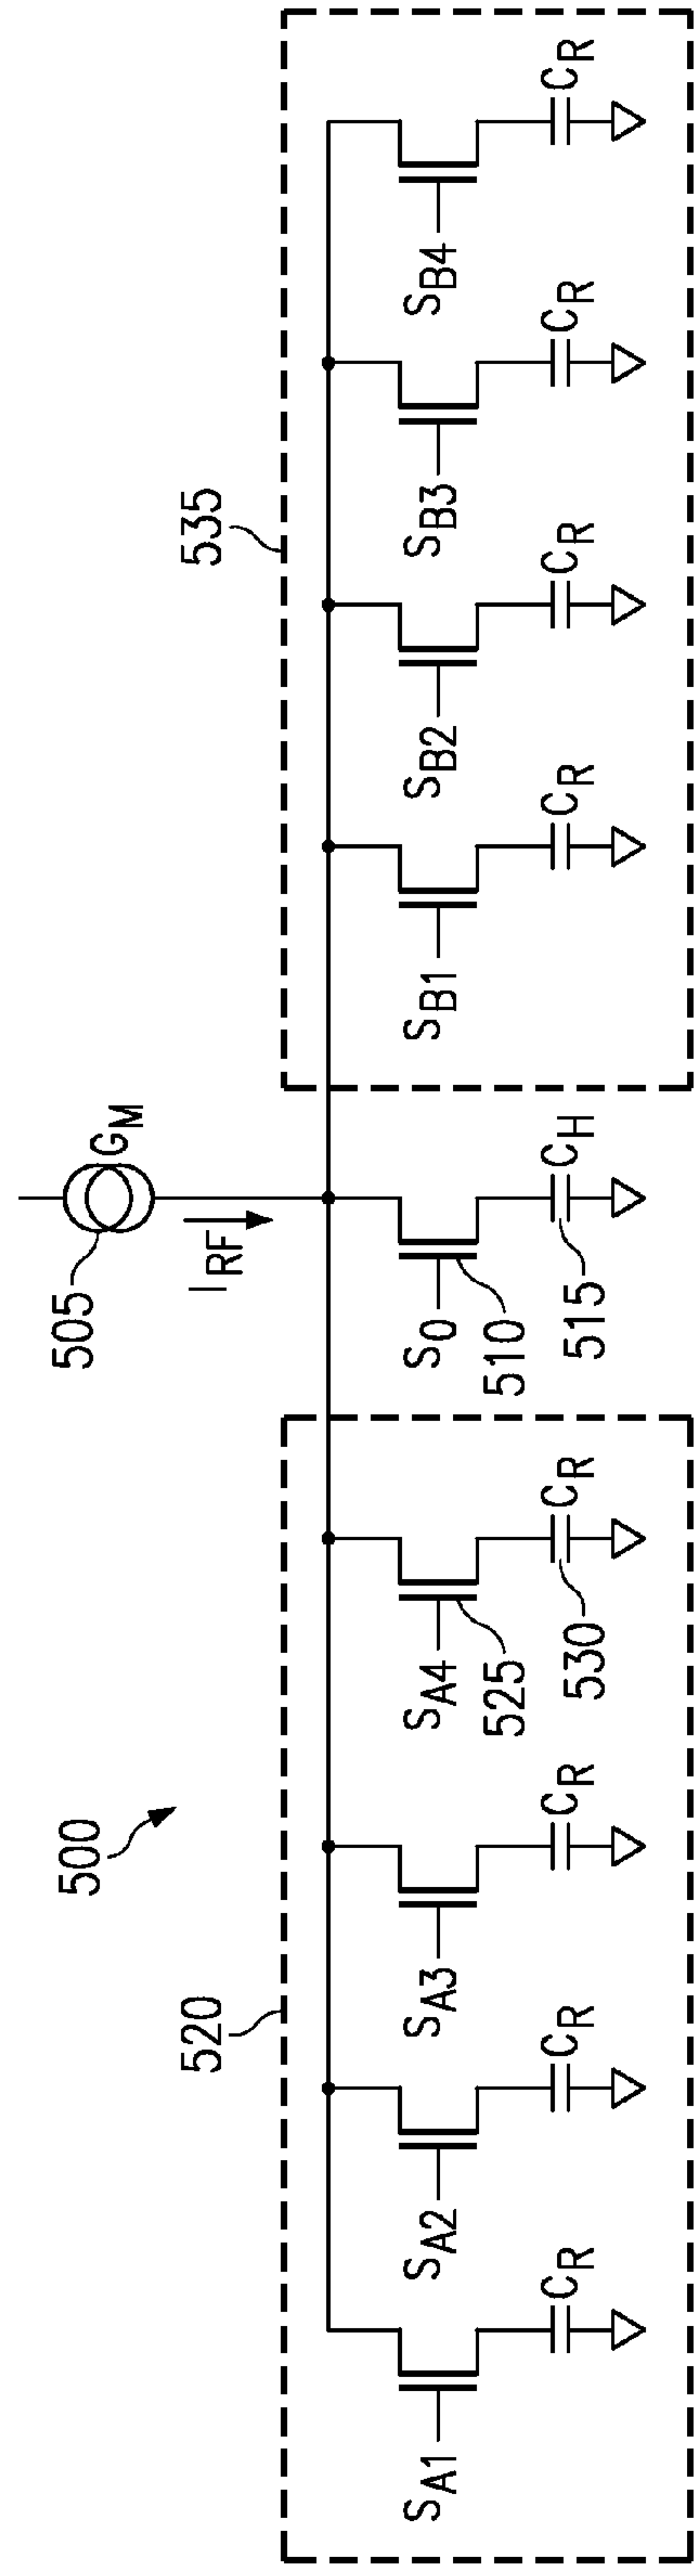 500
505
G_M
520
I_RF
535
S_A1
S_A2
S_A3
S_A4
S_0
S_B1
S_B2
S_B3
S_B4
525
510
C_R
C_R
C_R
C_R
C_H
C_R
C_R
C_R
C_R
530
515